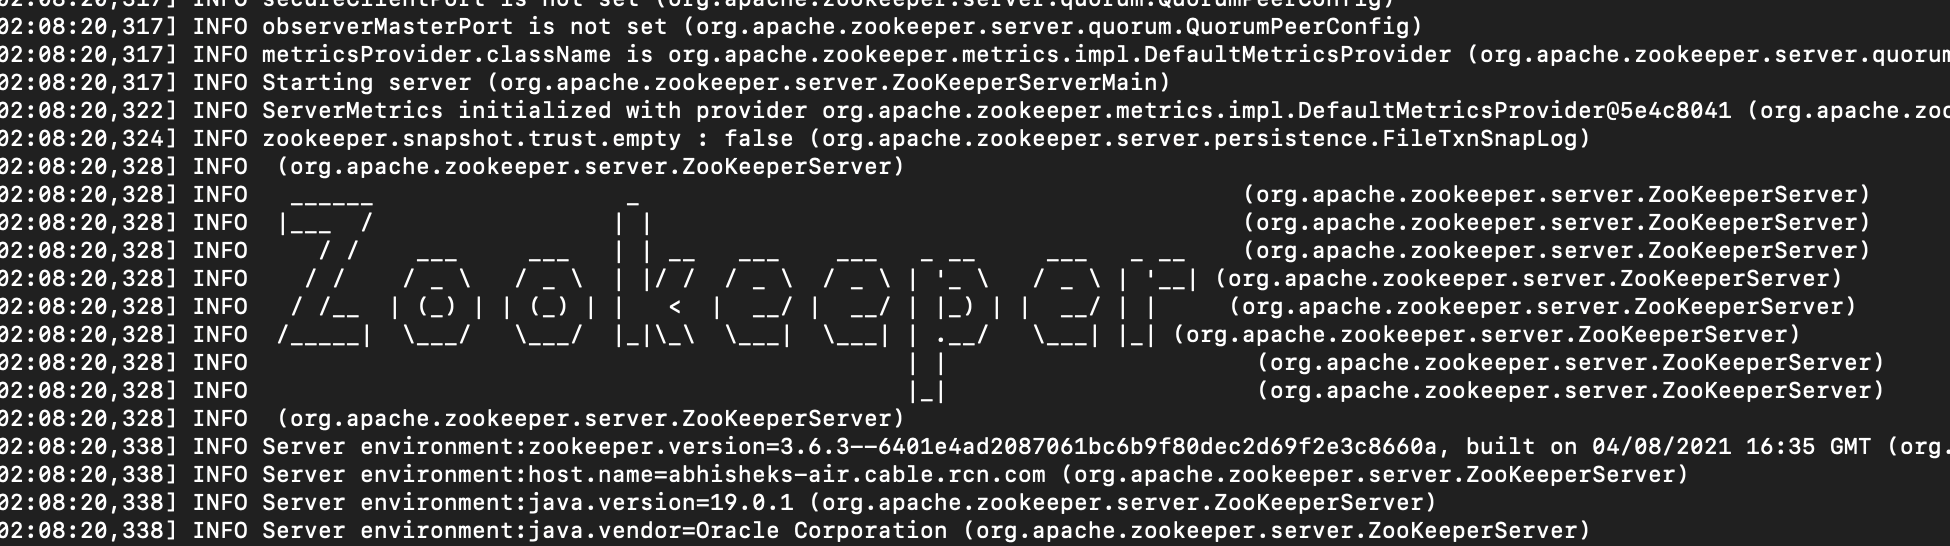 02:08:20,317] INFO secureClientPort is not set (org.apache.zookeeper.server.quorum.QuorumPeerConfig)
02:08:20,317] INFO observerMasterPort is not set (org.apache.zookeeper.server.quorum.QuorumPeerConfig)
02:08:20,317] INFO metricsProvider.className is org.apache.zookeeper.metrics.impl.DefaultMetricsProvider (org.apache.zookeeper.server.quorum
02:08:20,317] INFO Starting server (org.apache.zookeeper.server.ZooKeeperServerMain)
02:08:20,322] INFO ServerMetrics initialized with provider org.apache.zookeeper.metrics.impl.DefaultMetricsProvider@5e4c8041 (org.apache.zoo
02:08:20,324] INFO zookeeper.snapshot.trust.empty : false (org.apache.zookeeper.server.persistence.FileTxnSnapLog)
02:08:20,328] INFO  (org.apache.zookeeper.server.ZooKeeperServer)
02:08:20,328] INFO   ______                  _                                           (org.apache.zookeeper.server.ZooKeeperServer)
02:08:20,328] INFO  |___  /                 | |                                          (org.apache.zookeeper.server.ZooKeeperServer)
02:08:20,328] INFO     / /    ___     ___   | | __   ___    ___   _ __     ___   _ __    (org.apache.zookeeper.server.ZooKeeperServer)
02:08:20,328] INFO    / /    / _ \   / _ \  | |/ /  / _ \  / _ \ | '_ \   / _ \ | '__| (org.apache.zookeeper.server.ZooKeeperServer)
02:08:20,328] INFO   / /__  | (_) | | (_) | |   <  |  __/ |  __/ | |_) | |  __/ | |     (org.apache.zookeeper.server.ZooKeeperServer)
02:08:20,328] INFO  /_____|  \___/   \___/  |_|\_\  \___|  \___| | .__/   \___| |_| (org.apache.zookeeper.server.ZooKeeperServer)
02:08:20,328] INFO                                               | |                      (org.apache.zookeeper.server.ZooKeeperServer)
02:08:20,328] INFO                                               |_|                      (org.apache.zookeeper.server.ZooKeeperServer)
02:08:20,328] INFO  (org.apache.zookeeper.server.ZooKeeperServer)
02:08:20,338] INFO Server environment:zookeeper.version=3.6.3--6401e4ad2087061bc6b9f80dec2d69f2e3c8660a, built on 04/08/2021 16:35 GMT (org.
02:08:20,338] INFO Server environment:host.name=abhisheks-air.cable.rcn.com (org.apache.zookeeper.server.ZooKeeperServer)
02:08:20,338] INFO Server environment:java.version=19.0.1 (org.apache.zookeeper.server.ZooKeeperServer)
02:08:20,338] INFO Server environment:java.vendor=Oracle Corporation (org.apache.zookeeper.server.ZooKeeperServer)